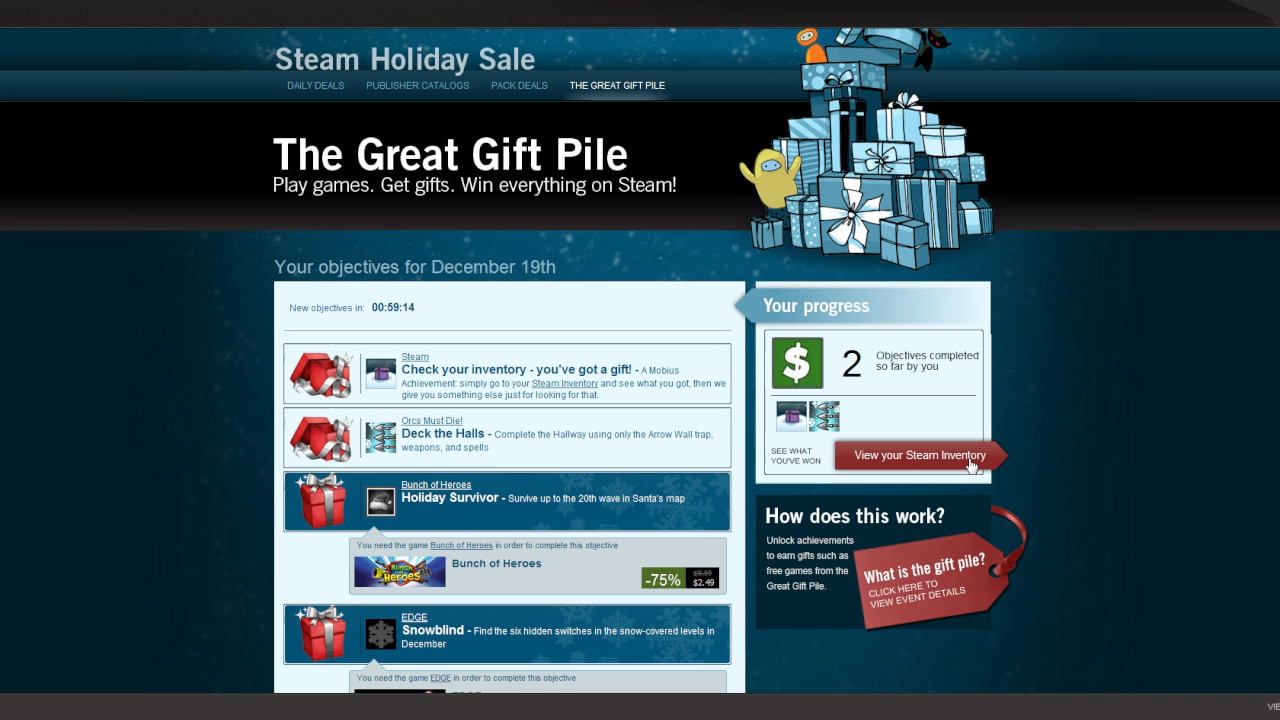 Steam Holiday Sale
DAILY DEALS PUBLISHER CATALOGS PACK DEALS THE GREAT GIFT PILE
The Great Gift Pile
Play games. Get gifts. Win everything on Steam!
Your objectives for December 19th
New objectives in: 00:59:14
Steam
Check your inventory - you've got a gift! - A Mobius
Achievement: simply go to your Steam Inventory and see what you got, then we
give you something else just for looking for that.
Orcs Must Die!
Deck the Halls - Complete the Hallway using only the Arrow Wall trap,
weapons, and spells
Bunch of Heroes
Holiday Survivor - Survive up to the 20th wave in Santa's map
You need the game Bunch of Heroes in order to complete this objective
BUNCH OF HEROES
Bunch of Heroes
-75% $9.99
$2.49
EDGE
Snowblind - Find the six hidden switches in the snow-covered levels in
December
You need the game EDGE in order to complete this objective
Your progress
$ 2 Objectives completed
so far by you
SEE WHAT
YOU'VE WON
View your Steam Inventory
How does this work?
Unlock achievements
to earn gifts such as
free games from the
Great Gift Pile.
What is the gift pile?
CLICK HERE TO
VIEW EVENT DETAILS